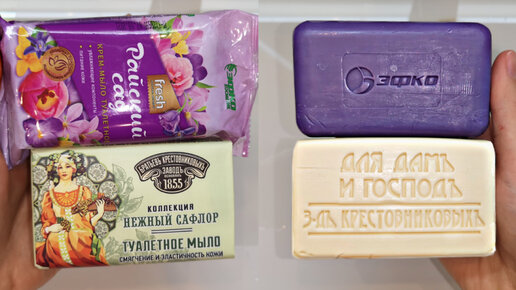 Эфко
Райский
сад
fresh
КРЕМ-МЫЛО ТУАЛЕТНОЕ
БРАТЬЕВЪ КРЕСТОВНИКОВЫХЪ
ЗАВОДЪ
1855
КОЛЛЕКЦИЯ
НЕЖНЫЙ САФЛОР
ТУАЛЕТНОЕ МЫЛО
СМЯГЧЕНИЕ И ЭЛАСТИЧНОСТЬ КОЖИ
ЭФКО
ДЛЯ ДАМЪ
И ГОСПОДЪ
З-ДЪ КРЕСТОВНИКОВЫХЪ